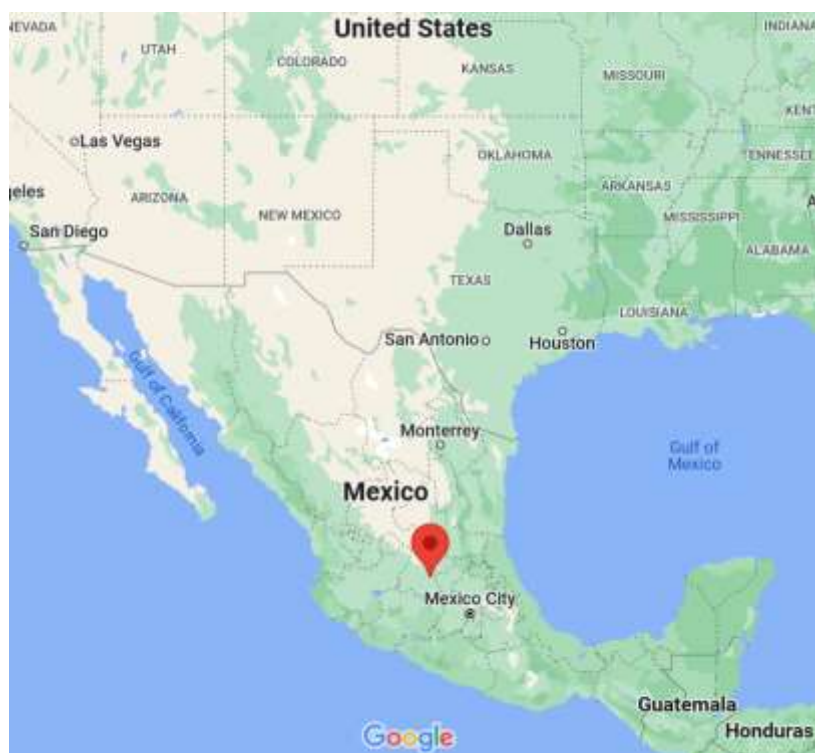 United States
NEVADA
INDIANA
UTAH
COLORADO
KANSAS
MISSOURI
KENT
Las Vegas
OKLAHOMA
TENNESSEE
geles
ARIZONA
NEW MEXICO
ARKANSAS
MISSISSIPPI
A
San Diego
Dallas
ALABAMA
TEXAS
LOUISIANA
San Antonio
Houston
Gulf of California
Monterrey
Gulf of
Mexico
Mexico
Mexico City
Guatemala
Honduras
Google